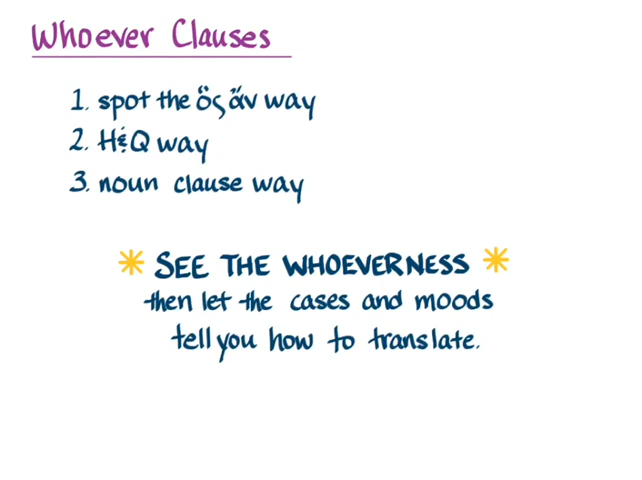 Whoever Clauses
1. spot the ὅς ἄν way
2. H&Q way
3. noun clause way
SEE THE WHOEVERNESS
then let the cases and moods
tell you how to translate.